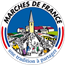 MARCHES DE FRANCE
une tradition à partager